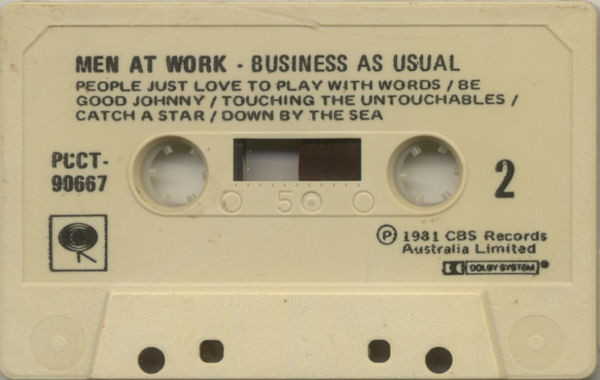 MEN AT WORK - BUSINESS AS USUAL
PEOPLE JUST LOVE TO PLAY WITH WORDS / BE
GOOD JOHNNY / TOUCHING THE UNTOUCHABLES /
CATCH A STAR / DOWN BY THE SEA
PCCT-
90667
2
5
Ⓟ 1981 CBS Records
Australia Limited
DOLBY SYSTEM